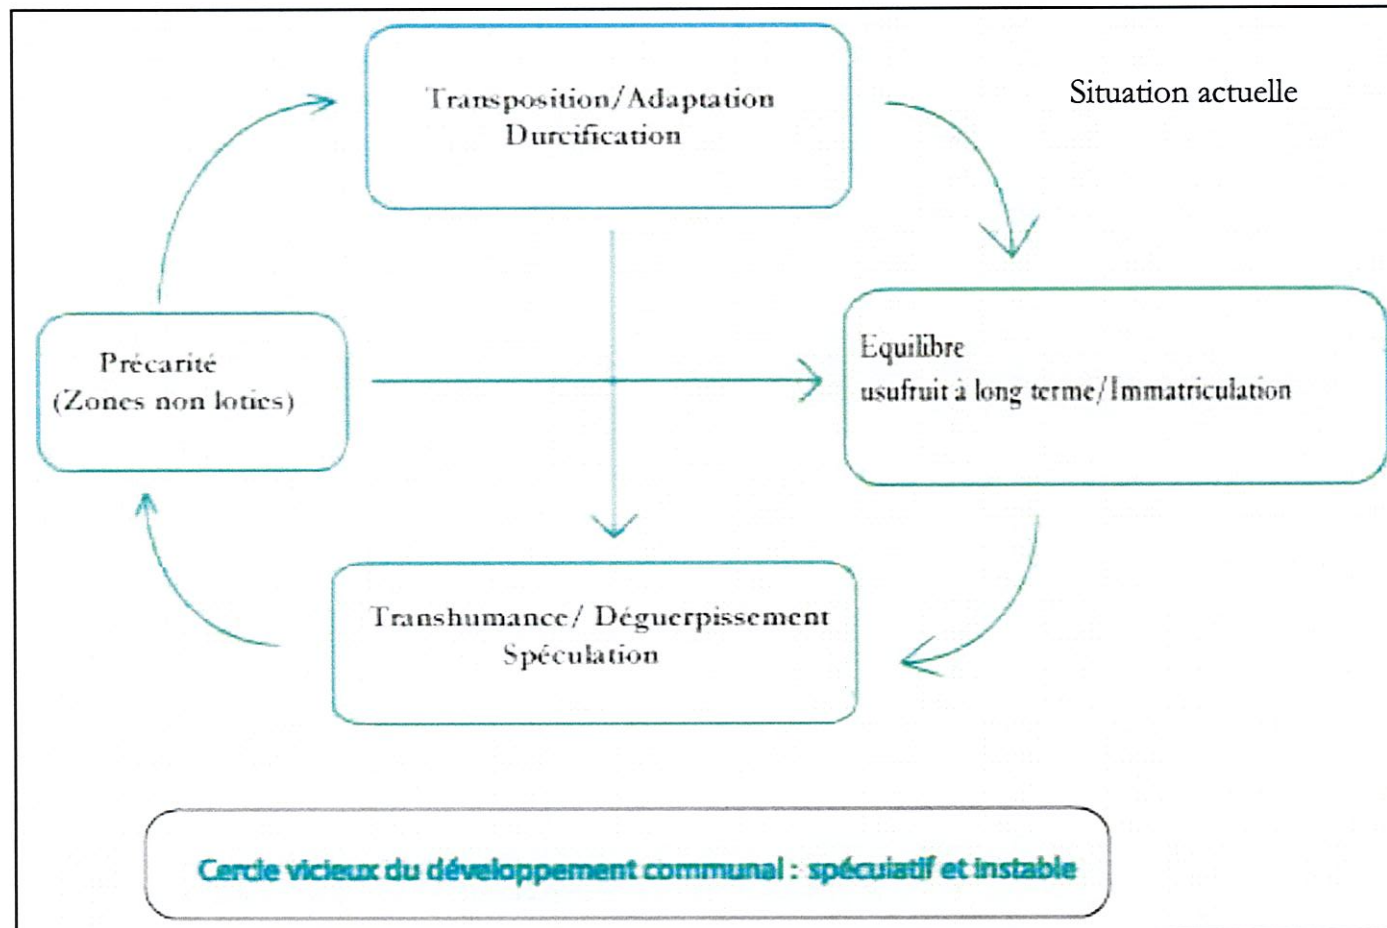 Transposition/Adaptation
Durcification
Situation actuelle
Précarité
(Zones non loties)
Equilibre
usufruit à long terme/Immatriculation
Transhumance/ Déguerpissement
Spéculation
Cercle vicieux du développement communal : spéculatif et instable